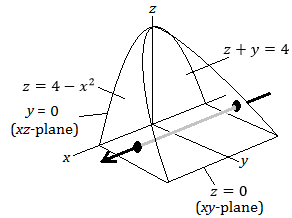 z
z + y = 4
z = 4 − x²
y = 0
(xz-plane)
x
y
z = 0
(xy-plane)